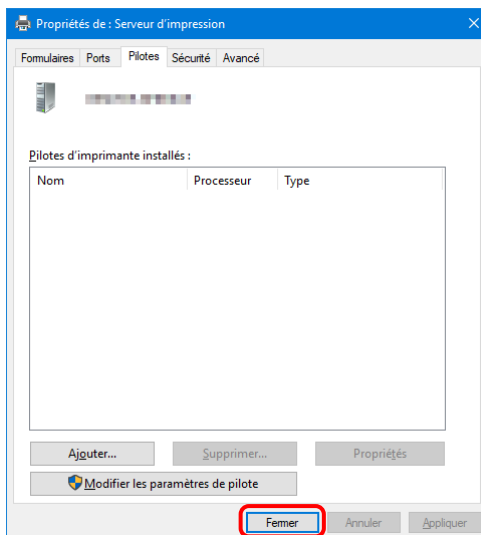 Propriétés de : Serveur d'impression
Formulaires Ports Pilotes Sécurité Avancé
Pilotes d'imprimante installés :
Nom Processeur Type
Ajouter... Supprimer... Propriétés
Modifier les paramètres de pilote
Fermer Annuler Appliquer